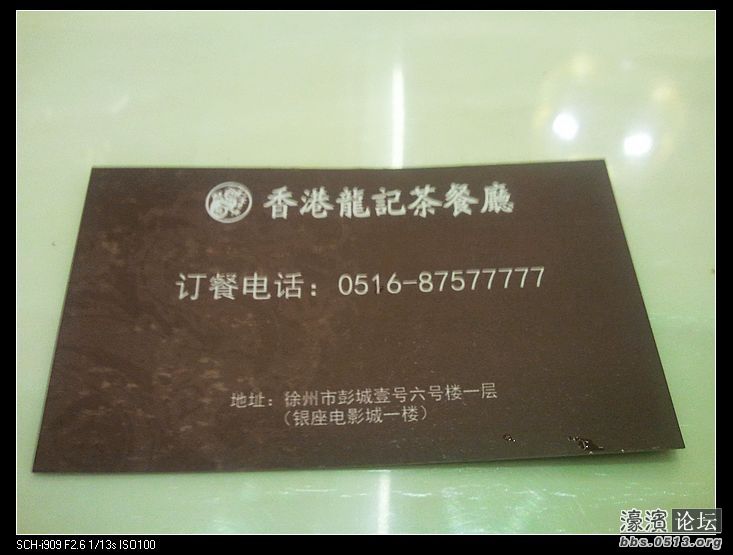 香港龍記茶餐廳
订餐电话：0516-87577777
地址：徐州市彭城壹号六号楼一层
（银座电影城一楼）
SCH-i909 F2.6 1/13s ISO100
濠濱 论坛
bbs.0513.org